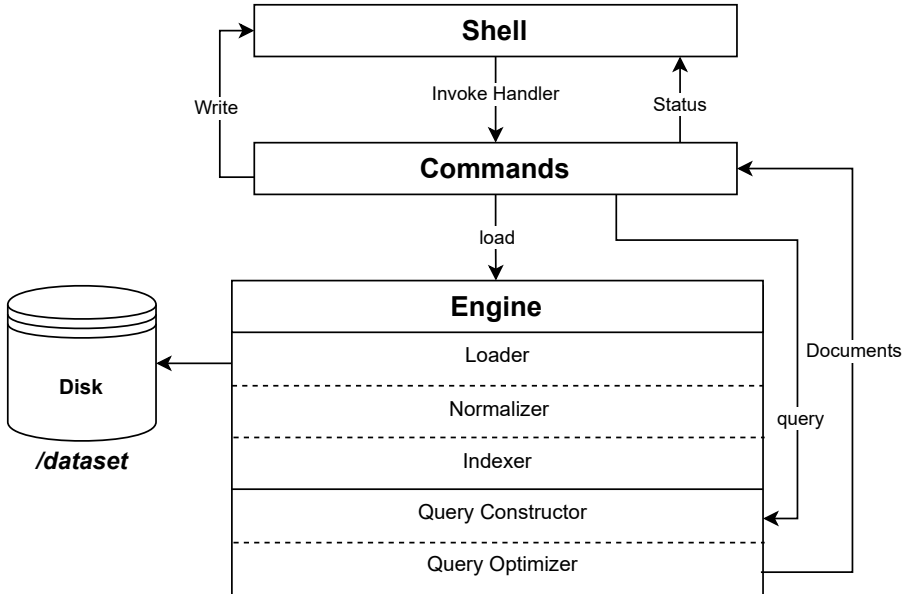 Shell
Write
Invoke Handler
Status
Commands
load
Engine
Loader
Documents
Disk
Normalizer
query
/dataset
Indexer
Query Constructor
Query Optimizer